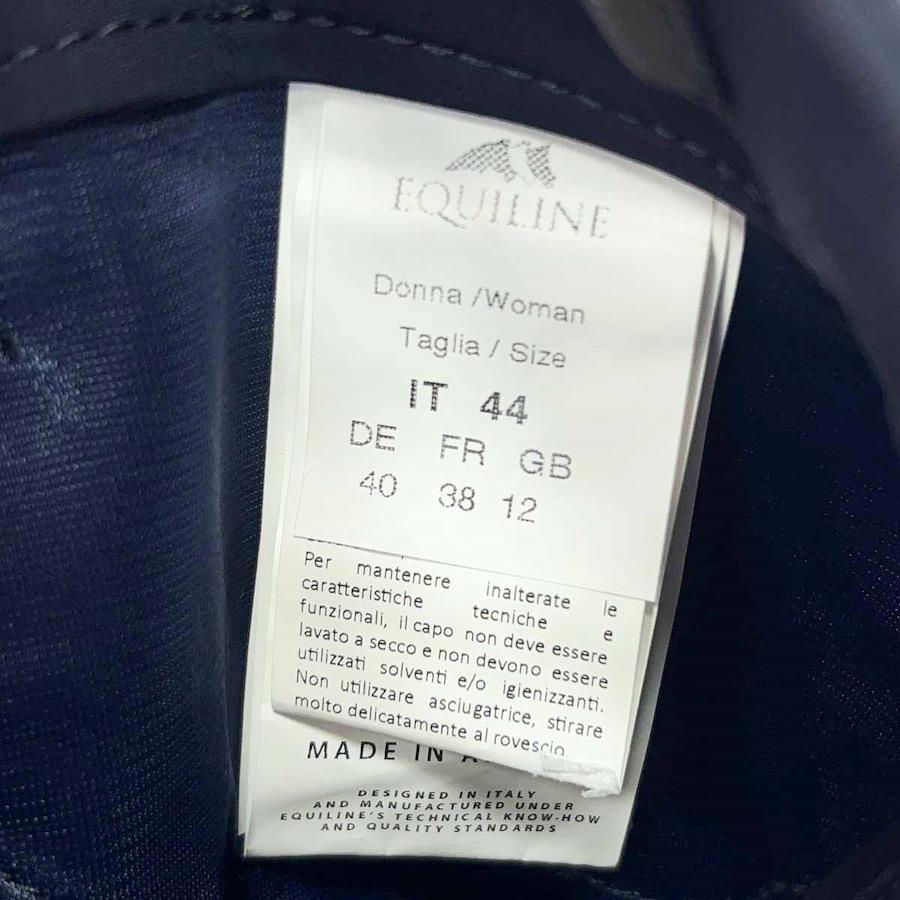 EQUILINE
Donna /Woman
Taglia / Size
IT 44
DE FR GB
40 38 12
Per mantenere inalterate le
caratteristiche tecniche e
funzionali, il capo non deve essere
lavato a secco e non devono essere
utilizzati solventi e/o igienizzanti.
Non utilizzare asciugatrice, stirare
molto delicatamente al rovescio.
MADE IN
DESIGNED IN ITALY
AND MANUFACTURED UNDER
EQUILINE'S TECHNICAL KNOW-HOW
AND QUALITY STANDARDS